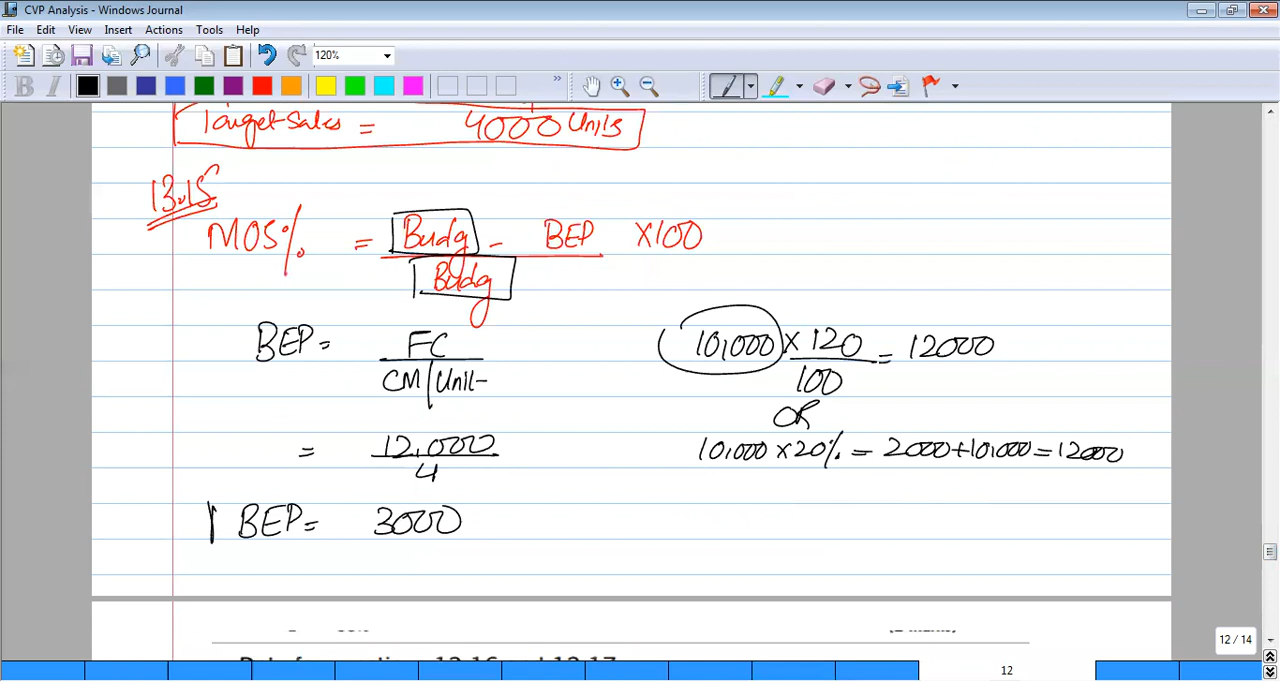 CVP Analysis - Windows Journal
File Edit View Insert Actions Tools Help
120%
Target Sales = 4000 Units
13.15
MOS% = Budg - BEP X100
Budg
BEP = FC
CM/Unit
10,000 x 120 = 12000
100
OR
= 12,000
4
10,000 x 20% = 2000+10,000 = 12000
BEP = 3000
12 / 14
12